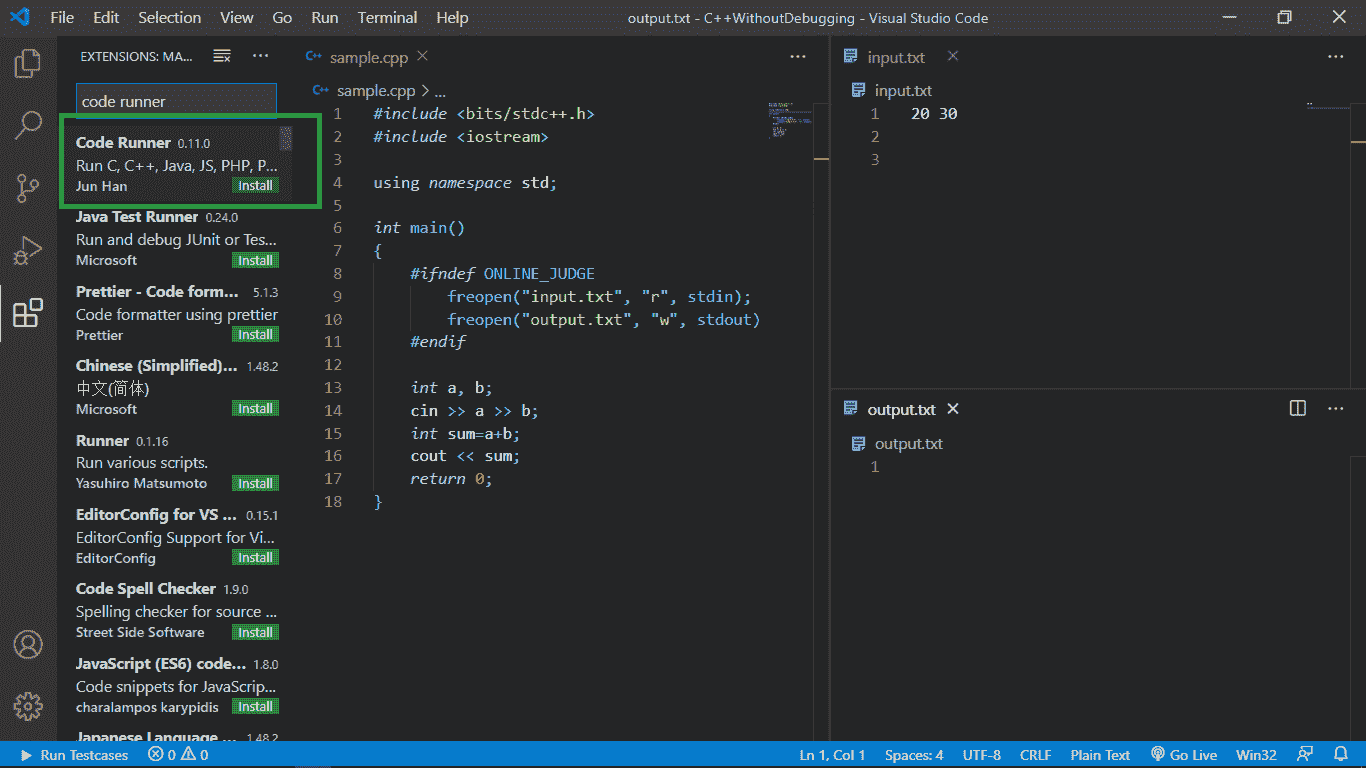 File Edit Selection View Go Run Terminal Help
output.txt - C++WithoutDebugging - Visual Studio Code
EXTENSIONS: MA...
code runner
Code Runner 0.11.0
Run C, C++, Java, JS, PHP, P...
Jun Han Install
Java Test Runner 0.24.0
Run and debug JUnit or Tes...
Microsoft Install
Prettier - Code form... 5.1.3
Code formatter using prettier
Prettier Install
Chinese (Simplified)... 1.48.2
中文(简体)
Microsoft Install
Runner 0.1.16
Run various scripts.
Yasuhiro Matsumoto Install
EditorConfig for VS ... 0.15.1
EditorConfig Support for Vi...
EditorConfig Install
Code Spell Checker 1.9.0
Spelling checker for source ...
Street Side Software Install
JavaScript (ES6) code... 1.8.0
Code snippets for JavaScrip...
charalampos karypidis Install
Japanese Language ... 1.48.2
C++ sample.cpp
C++ sample.cpp > ...
1 #include <bits/stdc++.h>
2 #include <iostream>
3
4 using namespace std;
5
6 int main()
7 {
8 #ifndef ONLINE_JUDGE
9 freopen("input.txt", "r", stdin);
10 freopen("output.txt", "w", stdout)
11 #endif
12
13 int a, b;
14 cin >> a >> b;
15 int sum=a+b;
16 cout << sum;
17 return 0;
18 }
input.txt
input.txt
1 20 30
2
3
output.txt
output.txt
1
Run Testcases 0 0
Ln 1, Col 1 Spaces: 4 UTF-8 CRLF Plain Text Go Live Win32